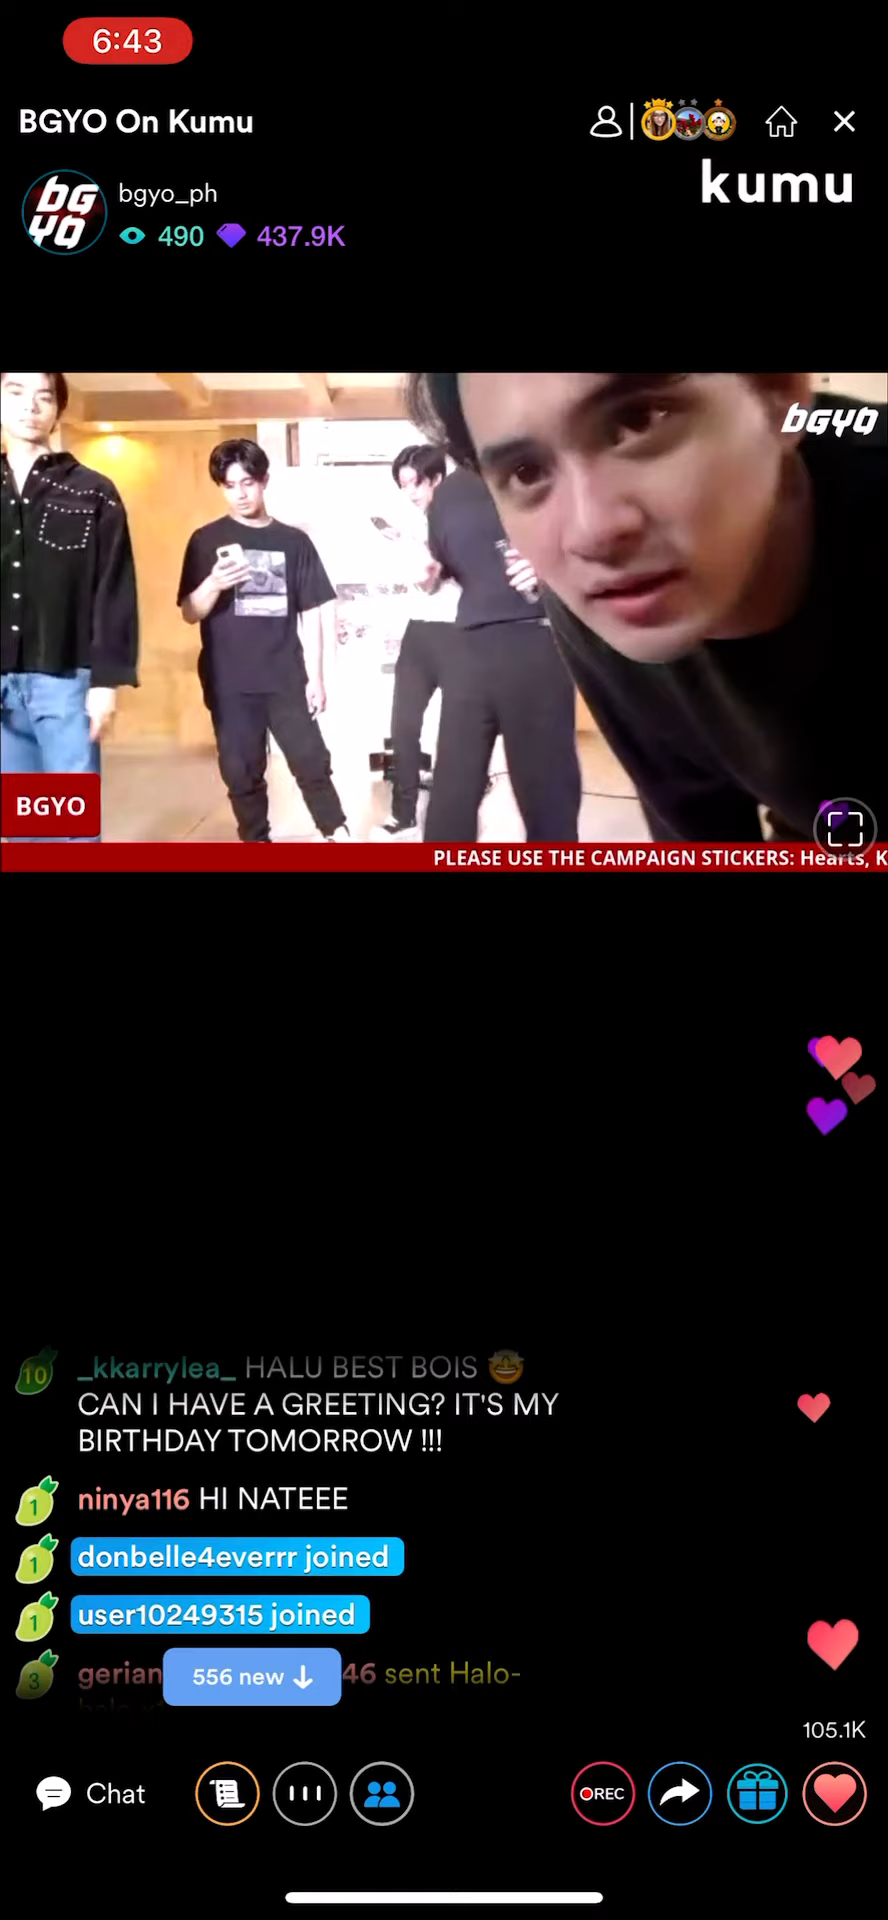 6:43
BGYO On Kumu
kumu
BG
YO
bgyo_ph
490 437.9K
BGYO
BGYO
PLEASE USE THE CAMPAIGN STICKERS: Hearts, K
10 _kkarrylea_ HALU BEST BOIS
CAN I HAVE A GREETING? IT'S MY
BIRTHDAY TOMORROW !!!
1 ninya116 HI NATEEE
1 donbelle4everrr joined
1 user10249315 joined
3 gerian 46 sent Halo-
556 new
105.1K
Chat
REC